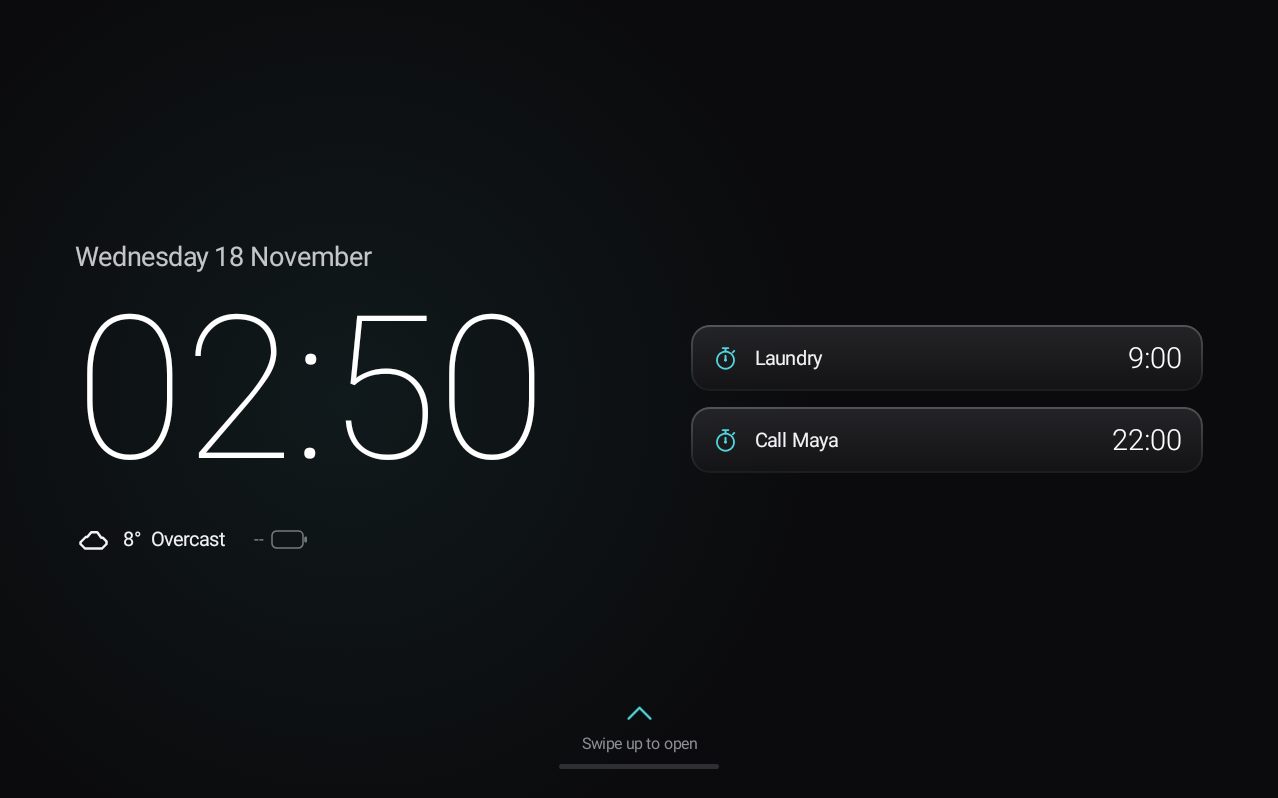 Wednesday 18 November
02:50
8° Overcast --
Laundry 9:00
Call Maya 22:00
Swipe up to open